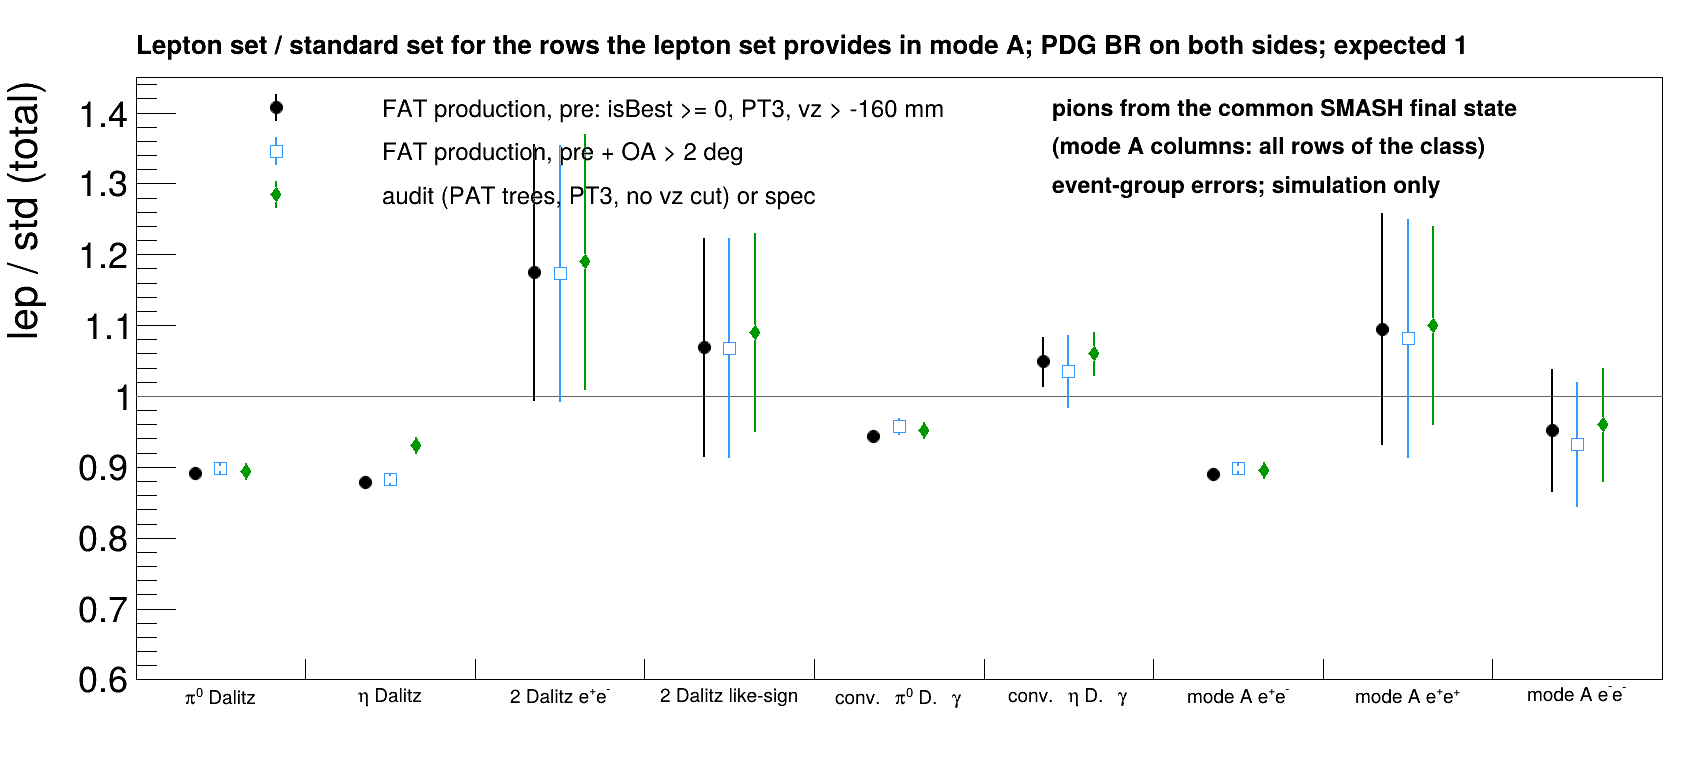 Lepton set / standard set for the rows the lepton set provides in mode A; PDG BR on both sides; expected 1
lep / std (total)
1.4
1.3
1.2
1.1
1
0.9
0.8
0.7
0.6
FAT production, pre: isBest >= 0, PT3, vz > -160 mm
FAT production, pre + OA > 2 deg
audit (PAT trees, PT3, no vz cut) or spec
pions from the common SMASH final state
(mode A columns: all rows of the class)
event-group errors; simulation only
π⁰ Dalitz
η Dalitz
2 Dalitz e⁺e⁻
2 Dalitz like-sign
conv. π⁰ D. γ
conv. η D. γ
mode A e⁺e⁻
mode A e⁺e⁺
mode A e⁻e⁻